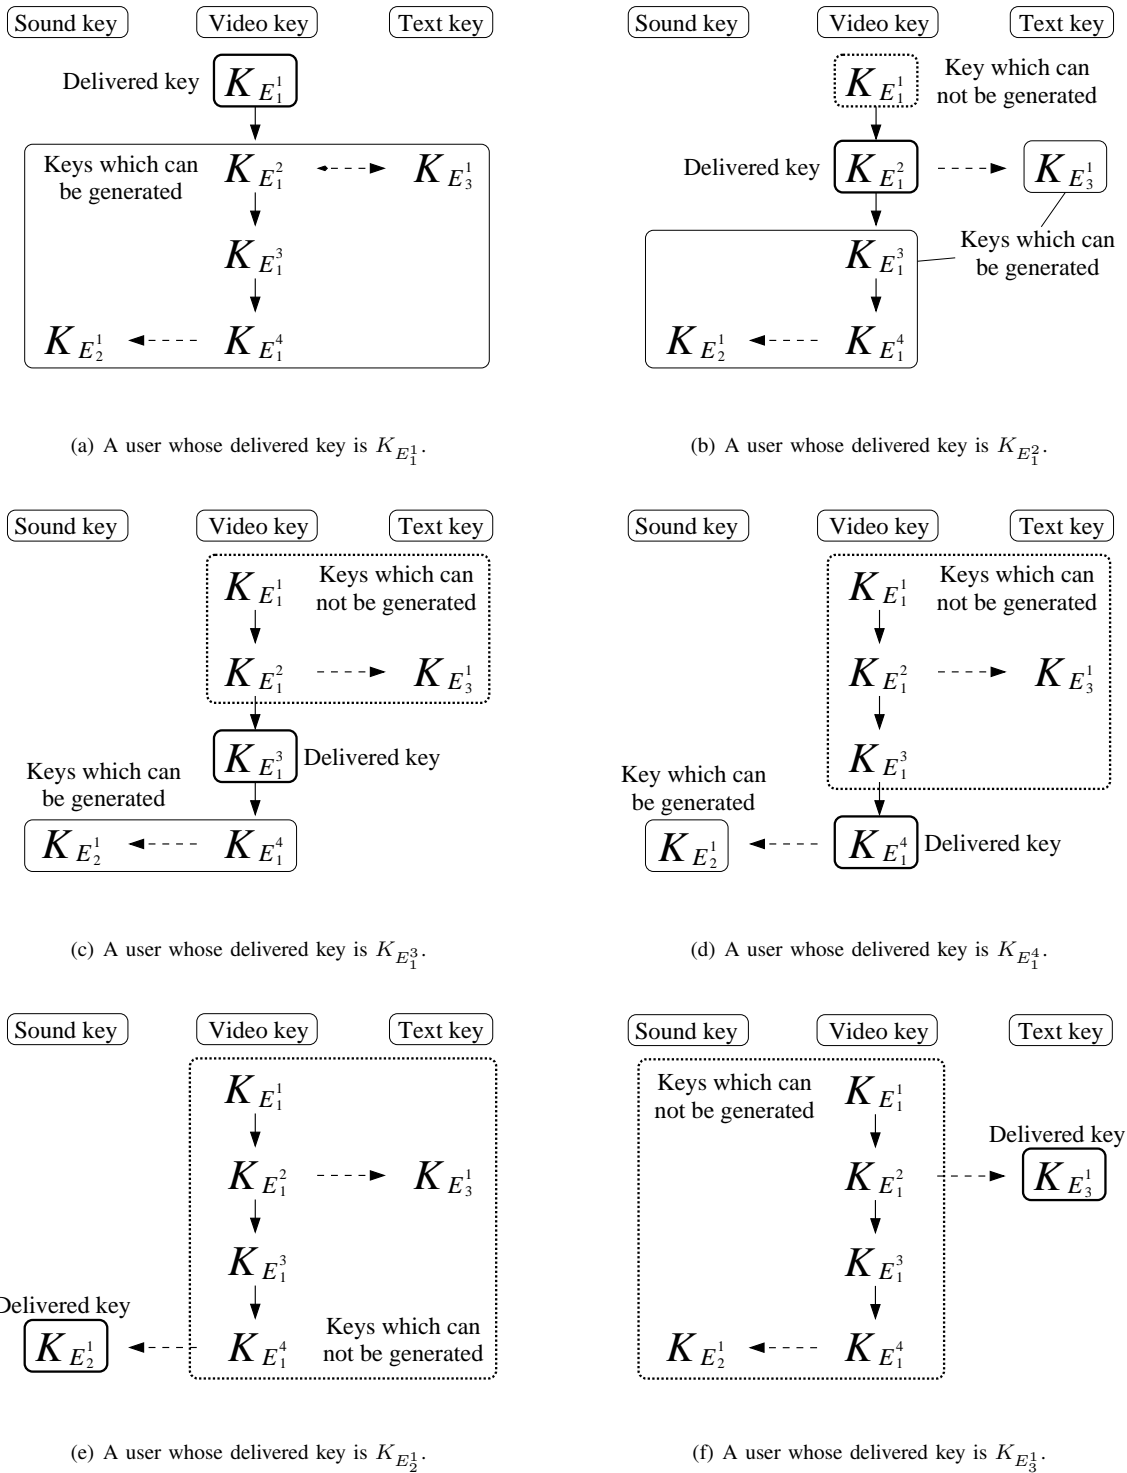 Sound key Video key Text key
Delivered key K_{E_1^1}
Keys which can be generated K_{E_1^2} K_{E_3^1}
K_{E_1^3}
K_{E_2^1} K_{E_1^4}
(a) A user whose delivered key is K_{E_1^1}.
Sound key Video key Text key
K_{E_1^1} Key which can not be generated
Delivered key K_{E_1^2} K_{E_3^1}
K_{E_1^3} Keys which can be generated
K_{E_2^1} K_{E_1^4}
(b) A user whose delivered key is K_{E_1^2}.
Sound key Video key Text key
K_{E_1^1} Keys which can not be generated
K_{E_1^2} K_{E_3^1}
K_{E_1^3} Delivered key
Keys which can be generated
K_{E_2^1} K_{E_1^4}
(c) A user whose delivered key is K_{E_1^3}.
Sound key Video key Text key
K_{E_1^1} Keys which can not be generated
K_{E_1^2} K_{E_3^1}
K_{E_1^3}
Key which can be generated
K_{E_2^1} K_{E_1^4} Delivered key
(d) A user whose delivered key is K_{E_1^4}.
Sound key Video key Text key
K_{E_1^1}
K_{E_1^2} K_{E_3^1}
K_{E_1^3}
Delivered key
K_{E_2^1} K_{E_1^4} Keys which can not be generated
(e) A user whose delivered key is K_{E_2^1}.
Sound key Video key Text key
Keys which can not be generated K_{E_1^1}
Delivered key
K_{E_1^2} K_{E_3^1}
K_{E_1^3}
K_{E_2^1} K_{E_1^4}
(f) A user whose delivered key is K_{E_3^1}.